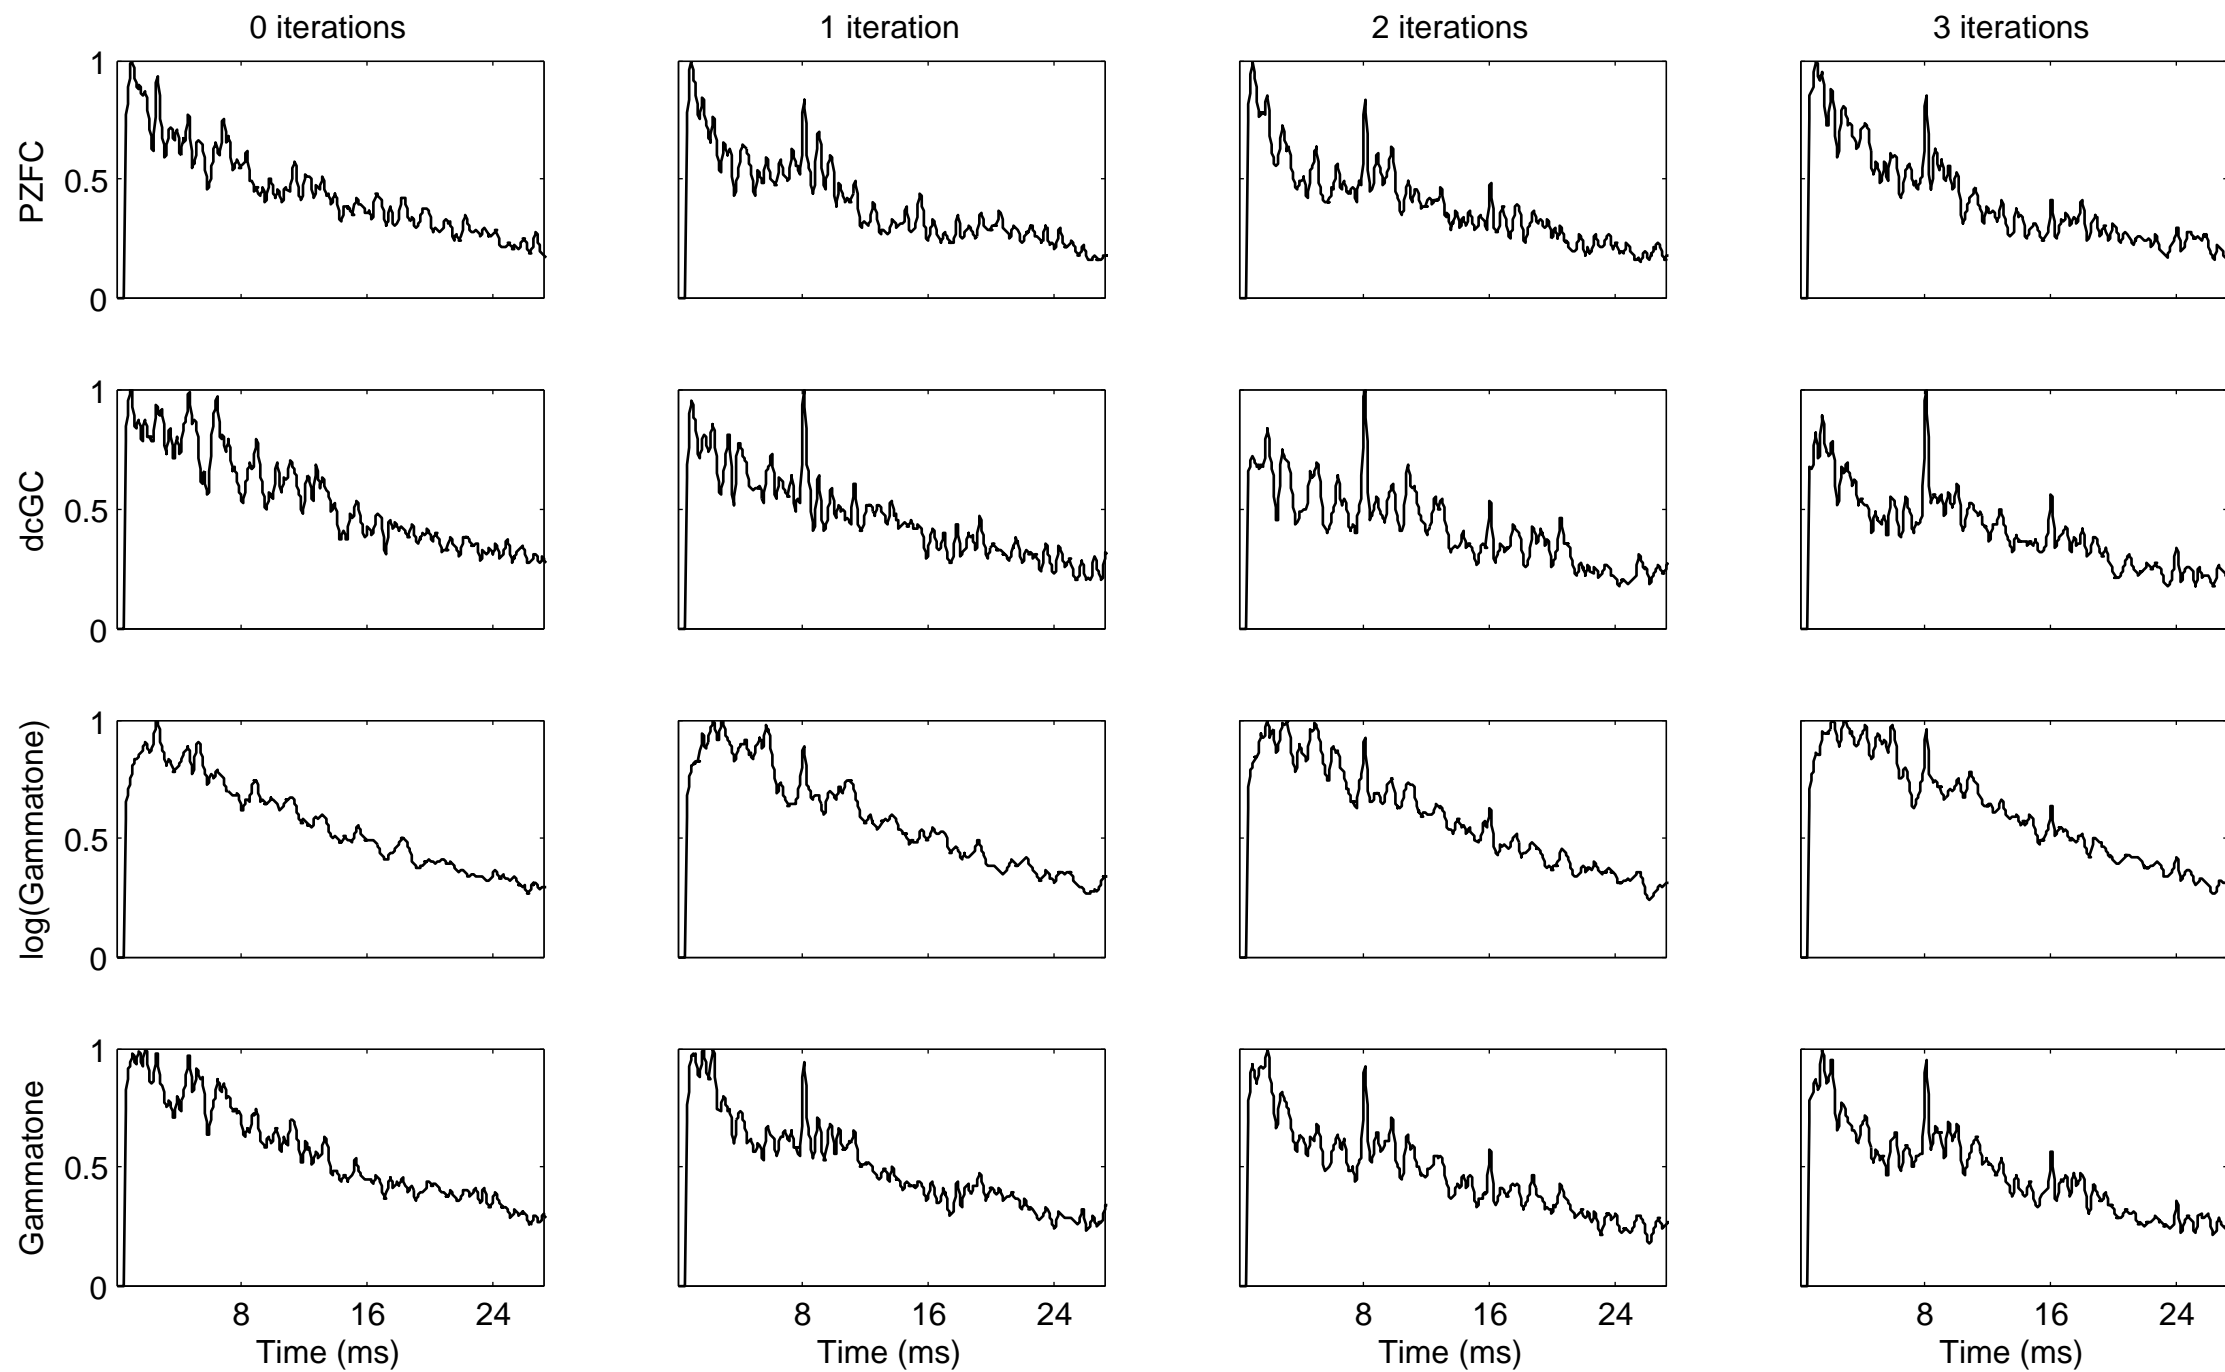 0 iterations
1 iteration
2 iterations
3 iterations
PZFC
1
0.5
0
dcGC
1
0.5
0
log(Gammatone)
1
0.5
0
Gammatone
1
0.5
0
8 16 24
8 16 24
8 16 24
8 16 24
Time (ms)
Time (ms)
Time (ms)
Time (ms)